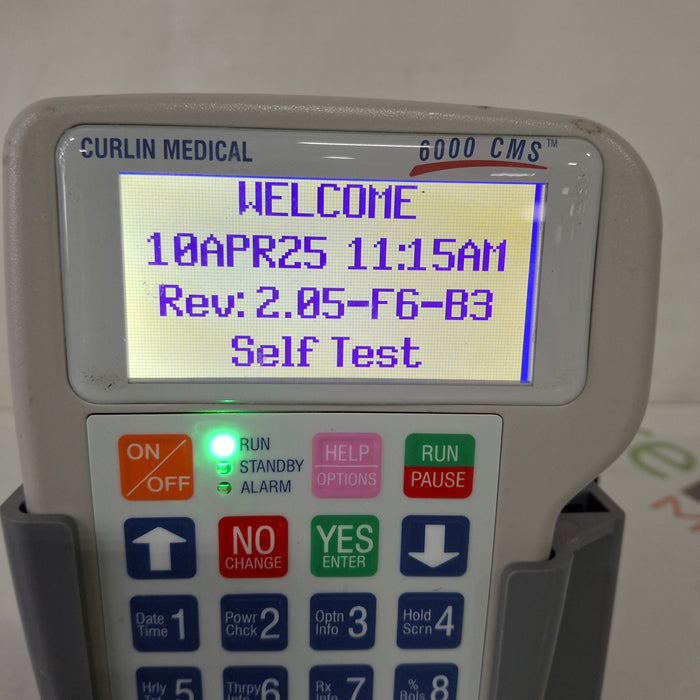 CURLIN MEDICAL
6000 CMS™
WELCOME
10APR25 11:15AM
Rev: 2.05-F6-B3
Self Test
ON/OFF
RUN
STANDBY
ALARM
HELP
OPTIONS
RUN
PAUSE
NO
CHANGE
YES
ENTER
Date
Time 1
Powr
Chck 2
Optn
Info 3
Hold
Scrn 4
Hrly
5
Thrpy
6
Rx
7
%
Bols 8